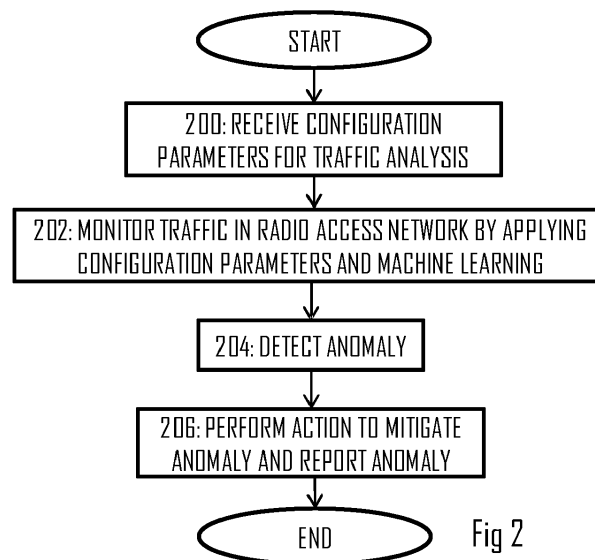 START
200: RECEIVE CONFIGURATION
PARAMETERS FOR TRAFFIC ANALYSIS
202: MONITOR TRAFFIC IN RADIO ACCESS NETWORK BY APPLYING
CONFIGURATION PARAMETERS AND MACHINE LEARNING
204: DETECT ANOMALY
206: PERFORM ACTION TO MITIGATE
ANOMALY AND REPORT ANOMALY
END
Fig 2